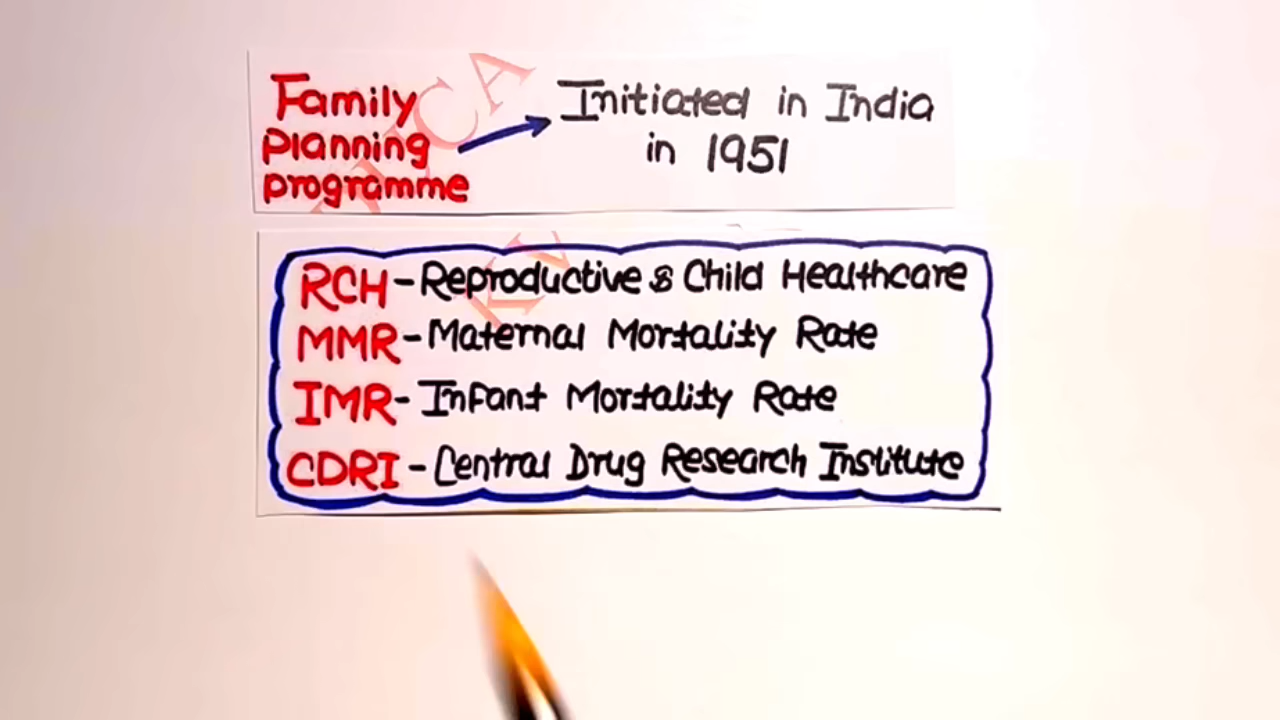 Family
Planning
programme
Initiated in India
in 1951
RCH-Reproductive & Child Healthcare
MMR-Maternal Mortality Rate
IMR- Infant Mortality Rate
CDRI-Central Drug Research Institute